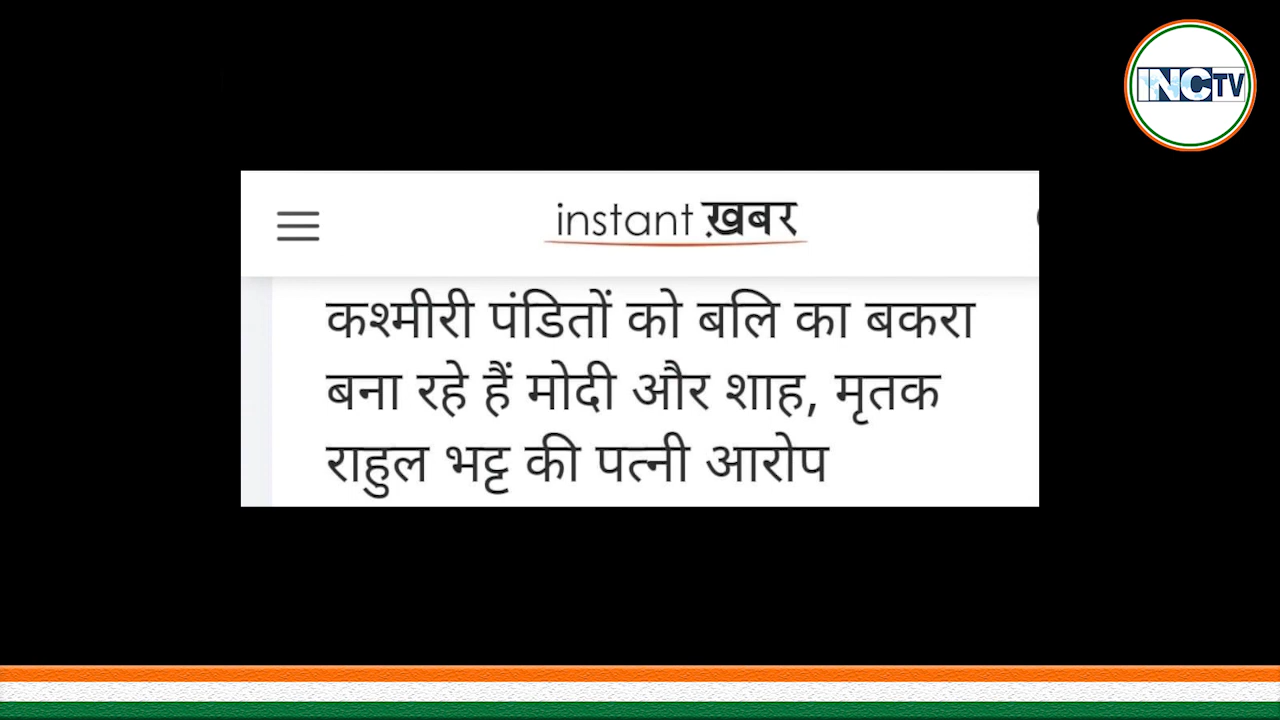 INCTV
instant ख़बर
कश्मीरी पंडितों को बलि का बकरा
बना रहे हैं मोदी और शाह, मृतक
राहुल भट्ट की पत्नी आरोप